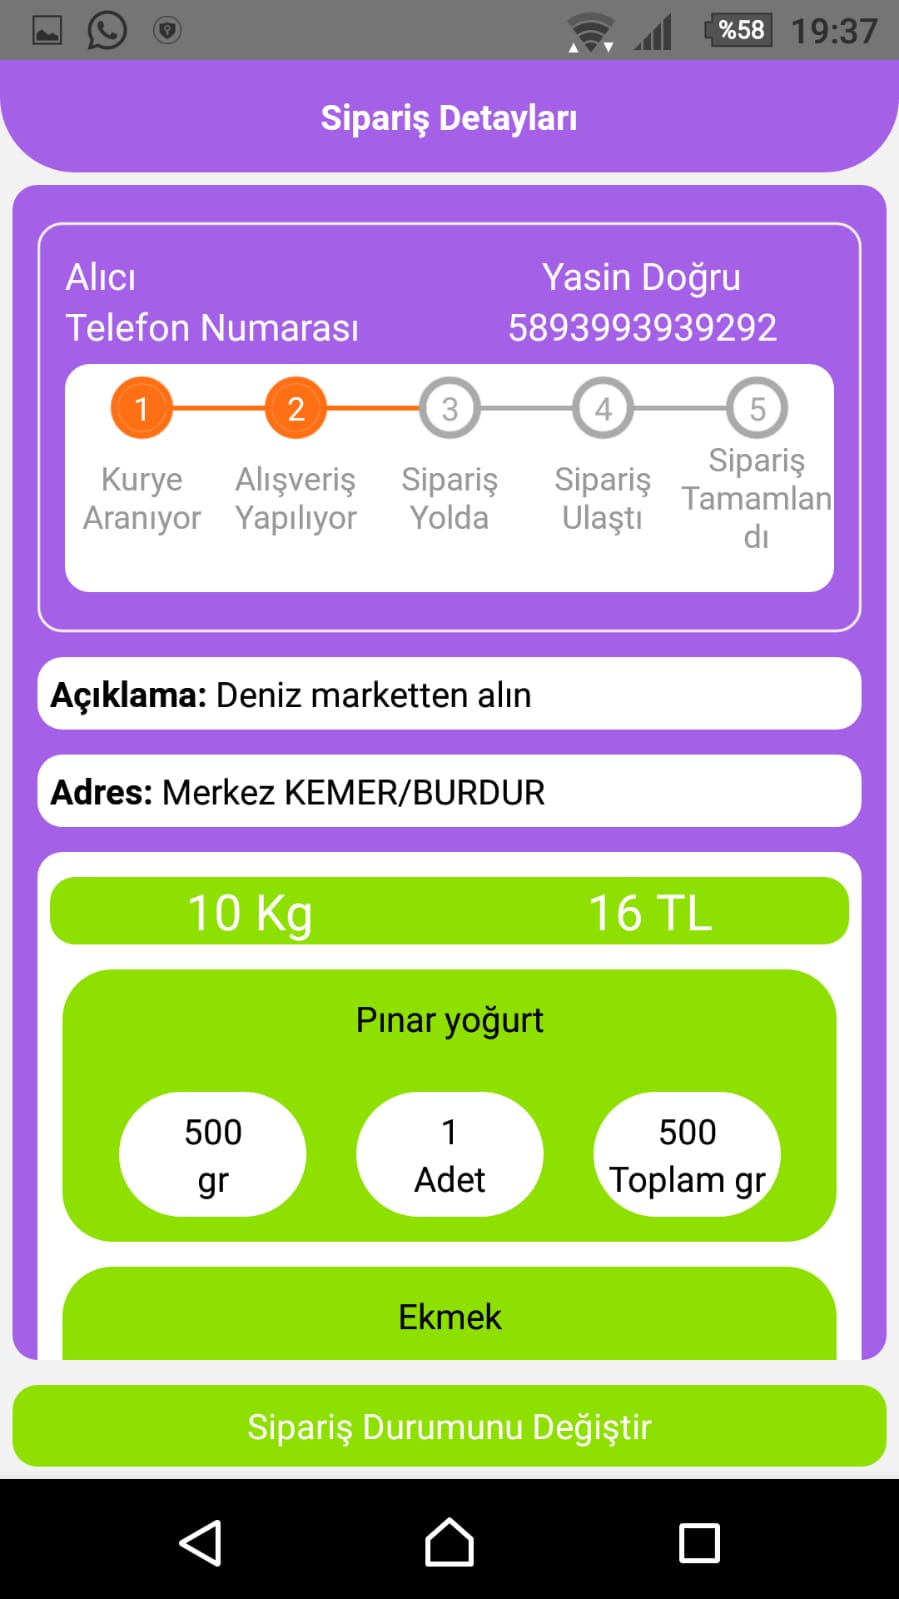 %58 19:37
Sipariş Detayları
Alıcı Yasin Doğru
Telefon Numarası 5893993939292
1 2 3 4 5
Kurye Aranıyor
Alışveriş Yapılıyor
Sipariş Yolda
Sipariş Ulaştı
Sipariş Tamamlan
dı
Açıklama: Deniz marketten alın
Adres: Merkez KEMER/BURDUR
10 Kg 16 TL
Pınar yoğurt
500 1 500
gr Adet Toplam gr
Ekmek
Sipariş Durumunu Değiştir